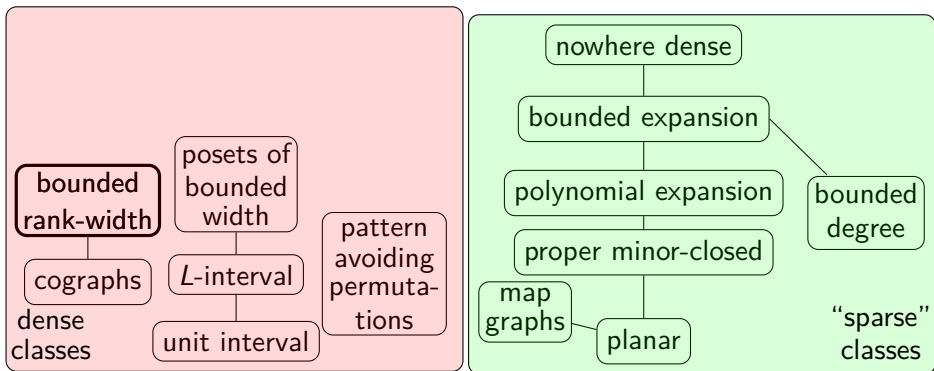 bounded
rank-width
cographs
dense
classes
posets of
bounded
width
L-interval
unit interval
pattern
avoiding
permuta-
tions
nowhere dense
bounded expansion
polynomial expansion
bounded
degree
proper minor-closed
map
graphs
planar
“sparse”
classes